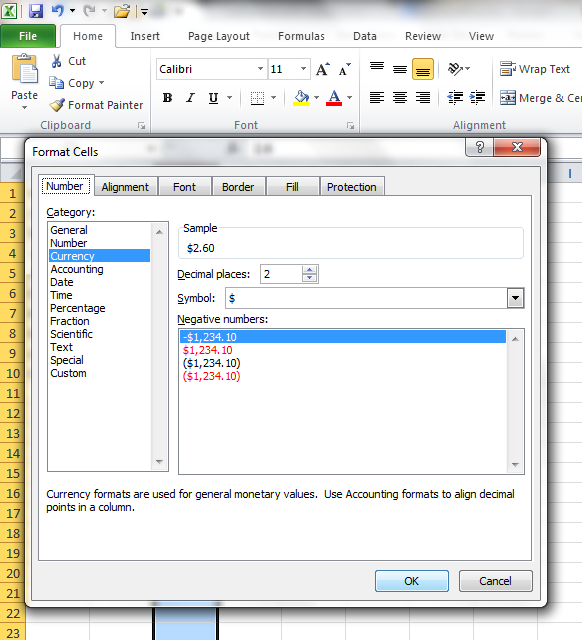 File Home Insert Page Layout Formulas Data Review View
Cut
Copy
Format Painter
Paste
Calibri 11 A A
B I U A
Wrap Text
Merge & Cen
Clipboard Font Alignment
Format Cells
Number Alignment Font Border Fill Protection
Category:
General
Number
Currency
Accounting
Date
Time
Percentage
Fraction
Scientific
Text
Special
Custom
Sample
$2.60
Decimal places: 2
Symbol: $
Negative numbers:
-$1,234.10
$1,234.10
($1,234.10)
($1,234.10)
Currency formats are used for general monetary values. Use Accounting formats to align decimal
points in a column.
OK Cancel
I
1
2
3
4
5
6
7
8
9
10
11
12
13
14
15
16
17
18
19
20
21
22
23